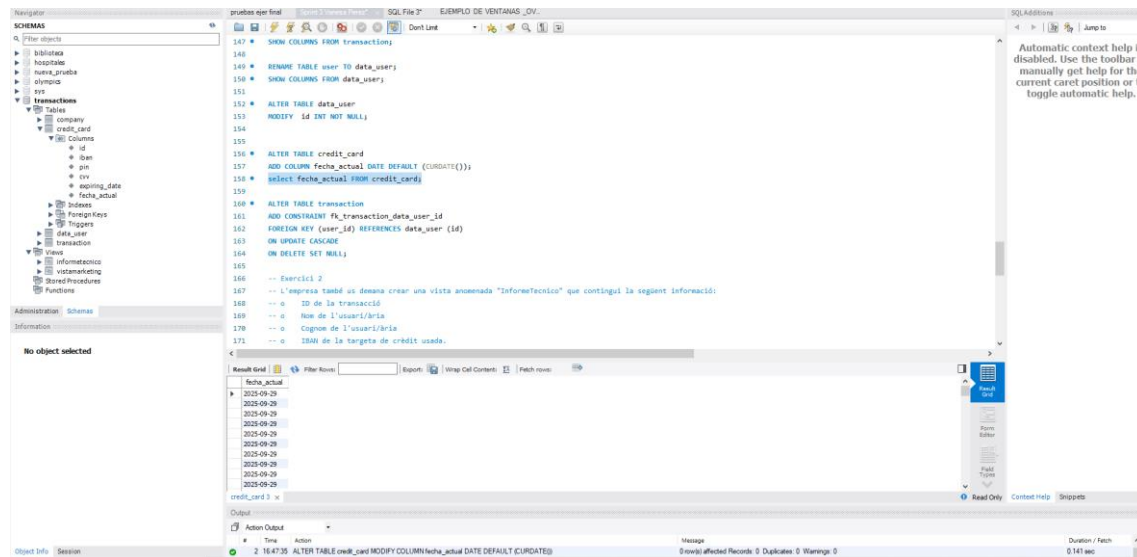 Navigator
SCHEMAS
Filter objects
biblioteca
hospitales
nueva_prueba
olympics
sys
transactions
Tables
company
credit_card
Columns
id
iban
pin
cvv
expiring_date
fecha_actual
Indexes
Foreign Keys
Triggers
data_user
transaction
Views
informetecnico
vistamarketing
Stored Procedures
Functions
Administration Schemas
Information
No object selected
Object Info Session
pruebas ejer final
SQL File 3*
EJEMPLO DE VENTANAS _OV...
Don't Limit
147 SHOW COLUMNS FROM transaction;
148
149 RENAME TABLE user TO data_user;
150 SHOW COLUMNS FROM data_user;
151
152 ALTER TABLE data_user
153 MODIFY id INT NOT NULL;
154
155
156 ALTER TABLE credit_card
157 ADD COLUMN fecha_actual DATE DEFAULT (CURDATE());
158 select fecha_actual FROM credit_card;
159
160 ALTER TABLE transaction
161 ADD CONSTRAINT fk_transaction_data_user_id
162 FOREIGN KEY (user_id) REFERENCES data_user (id)
163 ON UPDATE CASCADE
164 ON DELETE SET NULL;
165
166 -- Exercici 2
167 -- L'empresa també us demana crear una vista anomenada "InformeTecnico" que contingui la següent informació:
168 -- o ID de la transacció
169 -- o Nom de l'usuari/ària
170 -- o Cognom de l'usuari/ària
171 -- o IBAN de la targeta de crèdit usada.
Result Grid Filter Rows: Export: Wrap Cell Content: Fetch rows:
fecha_actual
2025-09-29
2025-09-29
2025-09-29
2025-09-29
2025-09-29
2025-09-29
2025-09-29
2025-09-29
2025-09-29
2025-09-29
Result Grid
Form Editor
Field Types
credit_card 3
Read Only
Output
Action Output
# Time Action Message Duration / Fetch
2 16:47:35 ALTER TABLE credit_card MODIFY COLUMN fecha_actual DATE DEFAULT (CURDATE()) 0 row(s) affected Records: 0 Duplicates: 0 Warnings: 0 0.141 sec
SQLAdditions
Jump to
Automatic context help i
disabled. Use the toolbar
manually get help for the
current caret position or t
toggle automatic help.
Context Help Snippets